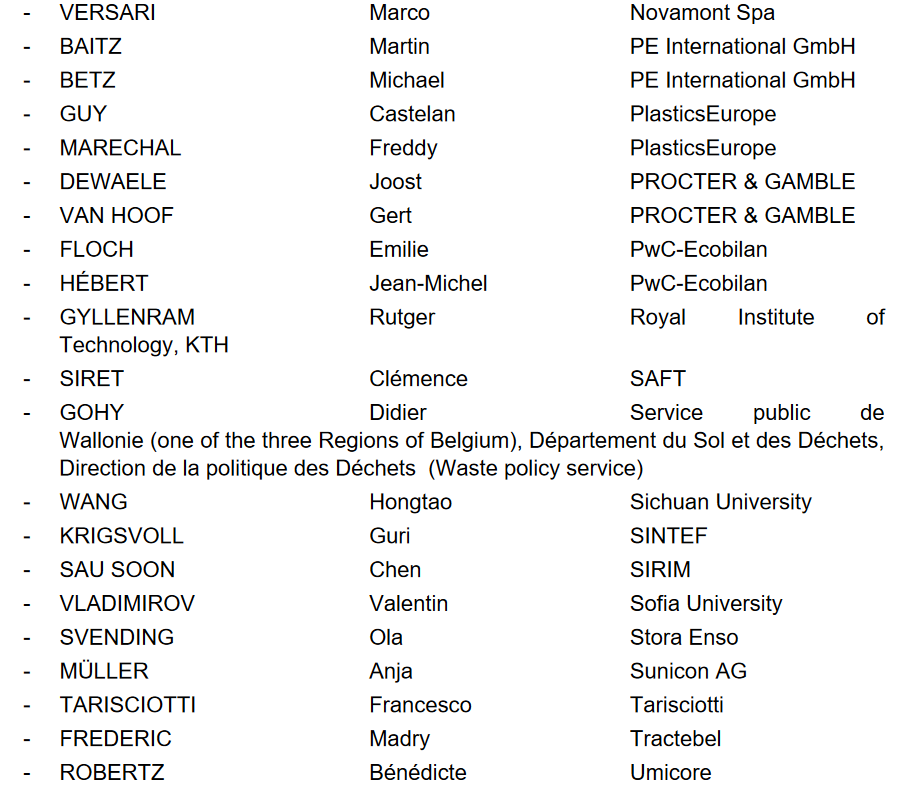 - VERSARI Marco Novamont Spa
- BAITZ Martin PE International GmbH
- BETZ Michael PE International GmbH
- GUY Castelan PlasticsEurope
- MARECHAL Freddy PlasticsEurope
- DEWAELE Joost PROCTER & GAMBLE
- VAN HOOF Gert PROCTER & GAMBLE
- FLOCH Emilie PwC-Ecobilan
- HÉBERT Jean-Michel PwC-Ecobilan
- GYLLENRAM Rutger Royal Institute of
Technology, KTH
- SIRET Clémence SAFT
- GOHY Didier Service public de
Wallonie (one of the three Regions of Belgium), Département du Sol et des Déchets,
Direction de la politique des Déchets (Waste policy service)
- WANG Hongtao Sichuan University
- KRIGSVOLL Guri SINTEF
- SAU SOON Chen SIRIM
- VLADIMIROV Valentin Sofia University
- SVENDING Ola Stora Enso
- MÜLLER Anja Sunicon AG
- TARISCIOTTI Francesco Tarisciotti
- FREDERIC Madry Tractebel
- ROBERTZ Bénédicte Umicore